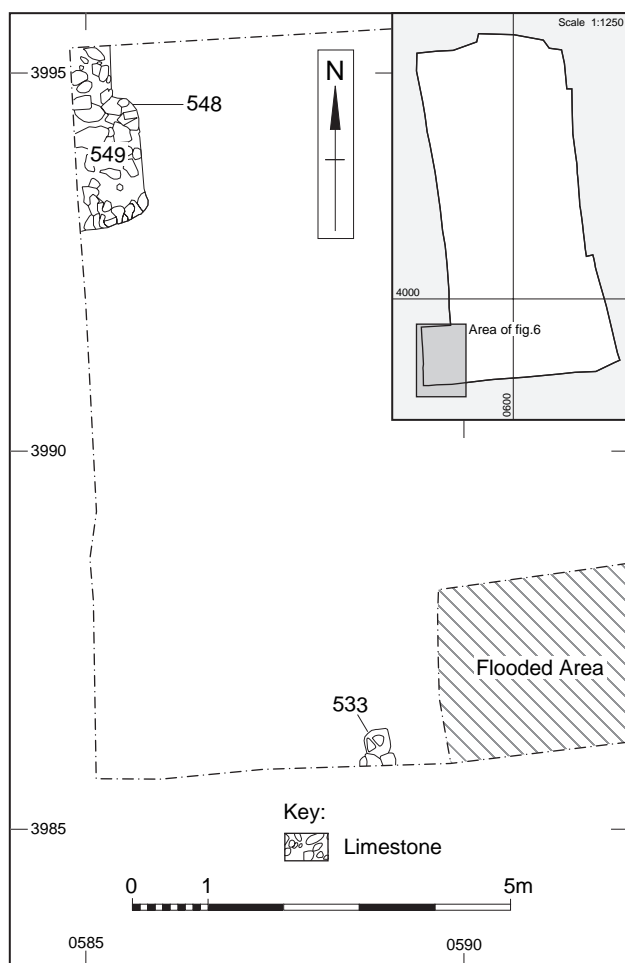 Scale 1:1250
3995
N
548
549
4000
Area of fig.6
0600
3990
Flooded Area
533
Key:
3985
Limestone
0 1 5m
0585 0590